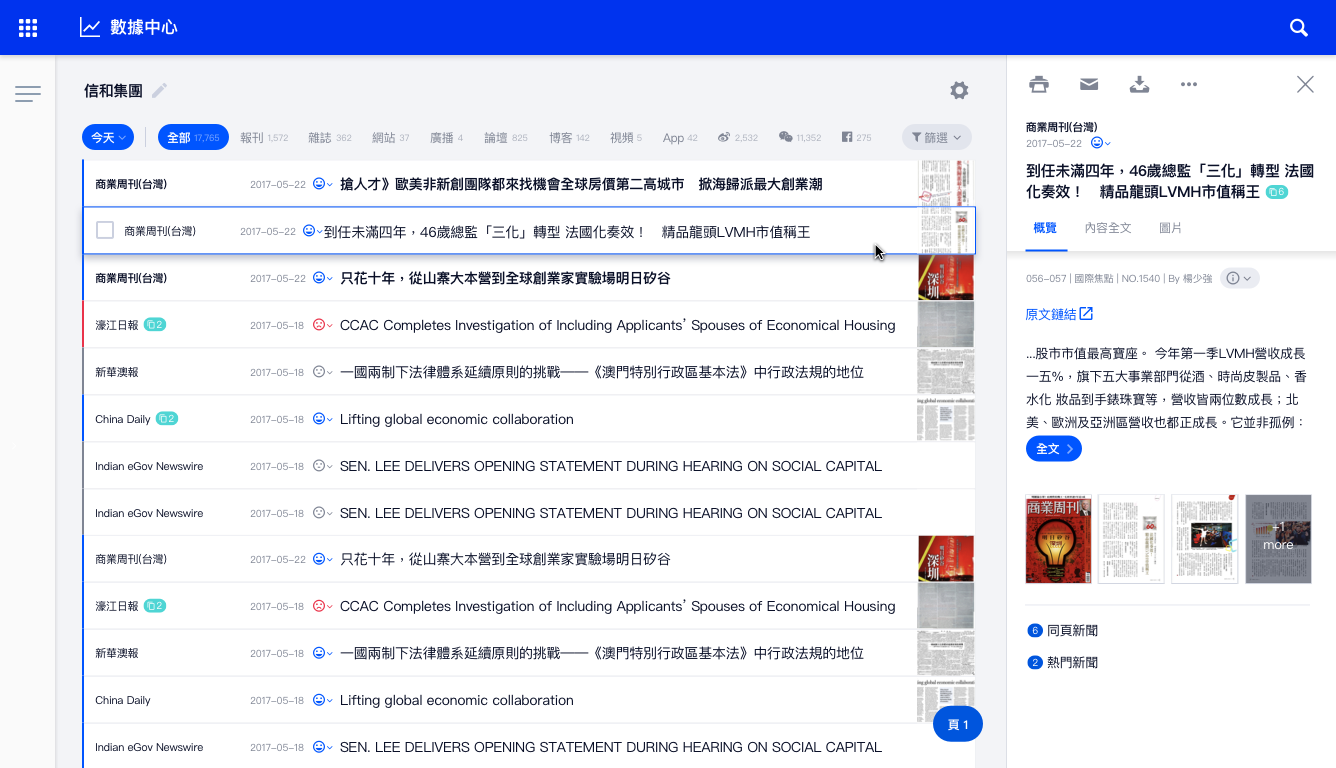 數據中心
信和集團
今天 全部 17,765 報刊 1,572 雜誌 362 網站 37 廣播 4 論壇 825 博客 142 視頻 5 App 42 2,532 11,352 275 篩選
商業周刊(台灣) 2017-05-22 搶人才》歐美非新創團隊都來找機會全球房價第二高城市 掀海歸派最大創業潮
商業周刊(台灣) 2017-05-22 到任未滿四年，46歲總監「三化」轉型 法國化奏效！ 精品龍頭LVMH市值稱王
商業周刊(台灣) 2017-05-22 只花十年，從山寨大本營到全球創業家實驗場明日矽谷
深圳
濠江日報 2 2017-05-18 CCAC Completes Investigation of Including Applicants’ Spouses of Economical Housing
新華澳報 2017-05-18 一國兩制下法律體系延續原則的挑戰——《澳門特別行政區基本法》中行政法規的地位
China Daily 2 2017-05-18 Lifting global economic collaboration
Indian eGov Newswire 2017-05-18 SEN. LEE DELIVERS OPENING STATEMENT DURING HEARING ON SOCIAL CAPITAL
Indian eGov Newswire 2017-05-18 SEN. LEE DELIVERS OPENING STATEMENT DURING HEARING ON SOCIAL CAPITAL
商業周刊(台灣) 2017-05-22 只花十年，從山寨大本營到全球創業家實驗場明日矽谷
深圳
濠江日報 2 2017-05-18 CCAC Completes Investigation of Including Applicants’ Spouses of Economical Housing
新華澳報 2017-05-18 一國兩制下法律體系延續原則的挑戰——《澳門特別行政區基本法》中行政法規的地位
China Daily 2017-05-18 Lifting global economic collaboration
Indian eGov Newswire 2017-05-18 SEN. LEE DELIVERS OPENING STATEMENT DURING HEARING ON SOCIAL CAPITAL
頁 1
商業周刊(台灣)
2017-05-22
到任未滿四年，46歲總監「三化」轉型 法國
化奏效！ 精品龍頭LVMH市值稱王 6
概覽 內容全文 圖片
056-057 | 國際焦點 | NO.1540 | By 楊少強
原文鏈結
...股市市值最高寶座。 今年第一季LVMH營收成長
一五%，旗下五大事業部門從酒、時尚皮製品、香
水化 妝品到手錶珠寶等，營收皆兩位數成長；北
美、歐洲及亞洲區營收也都正成長。它並非孤例：
全文
商業周刊
+1
more
6 同頁新聞
2 熱門新聞